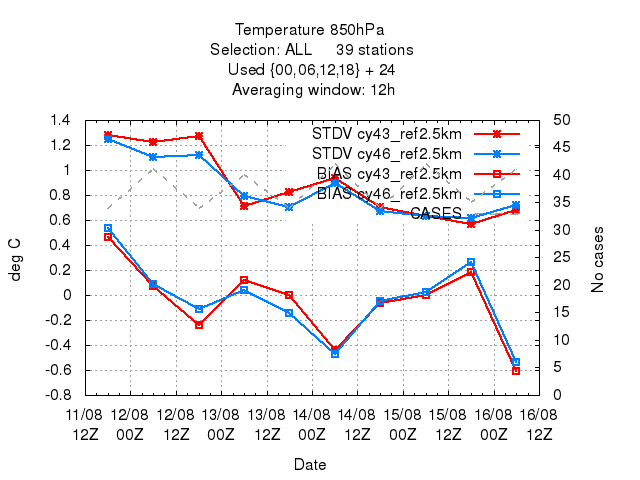 Temperature 850hPa
Selection: ALL 39 stations
Used {00,06,12,18} + 24
Averaging window: 12h
STDV cy43_ref2.5km
STDV cy46_ref2.5km
BIAS cy43_ref2.5km
BIAS cy46_ref2.5km
CASES
deg C
1.4
1.2
1
0.8
0.6
0.4
0.2
0
-0.2
-0.4
-0.6
-0.8
No cases
50
45
40
35
30
25
20
15
10
5
0
11/08 12/08 12/08 13/08 13/08 14/08 14/08 15/08 15/08 16/08 16/08
12Z 00Z 12Z 00Z 12Z 00Z 12Z 00Z 12Z 00Z 12Z
Date